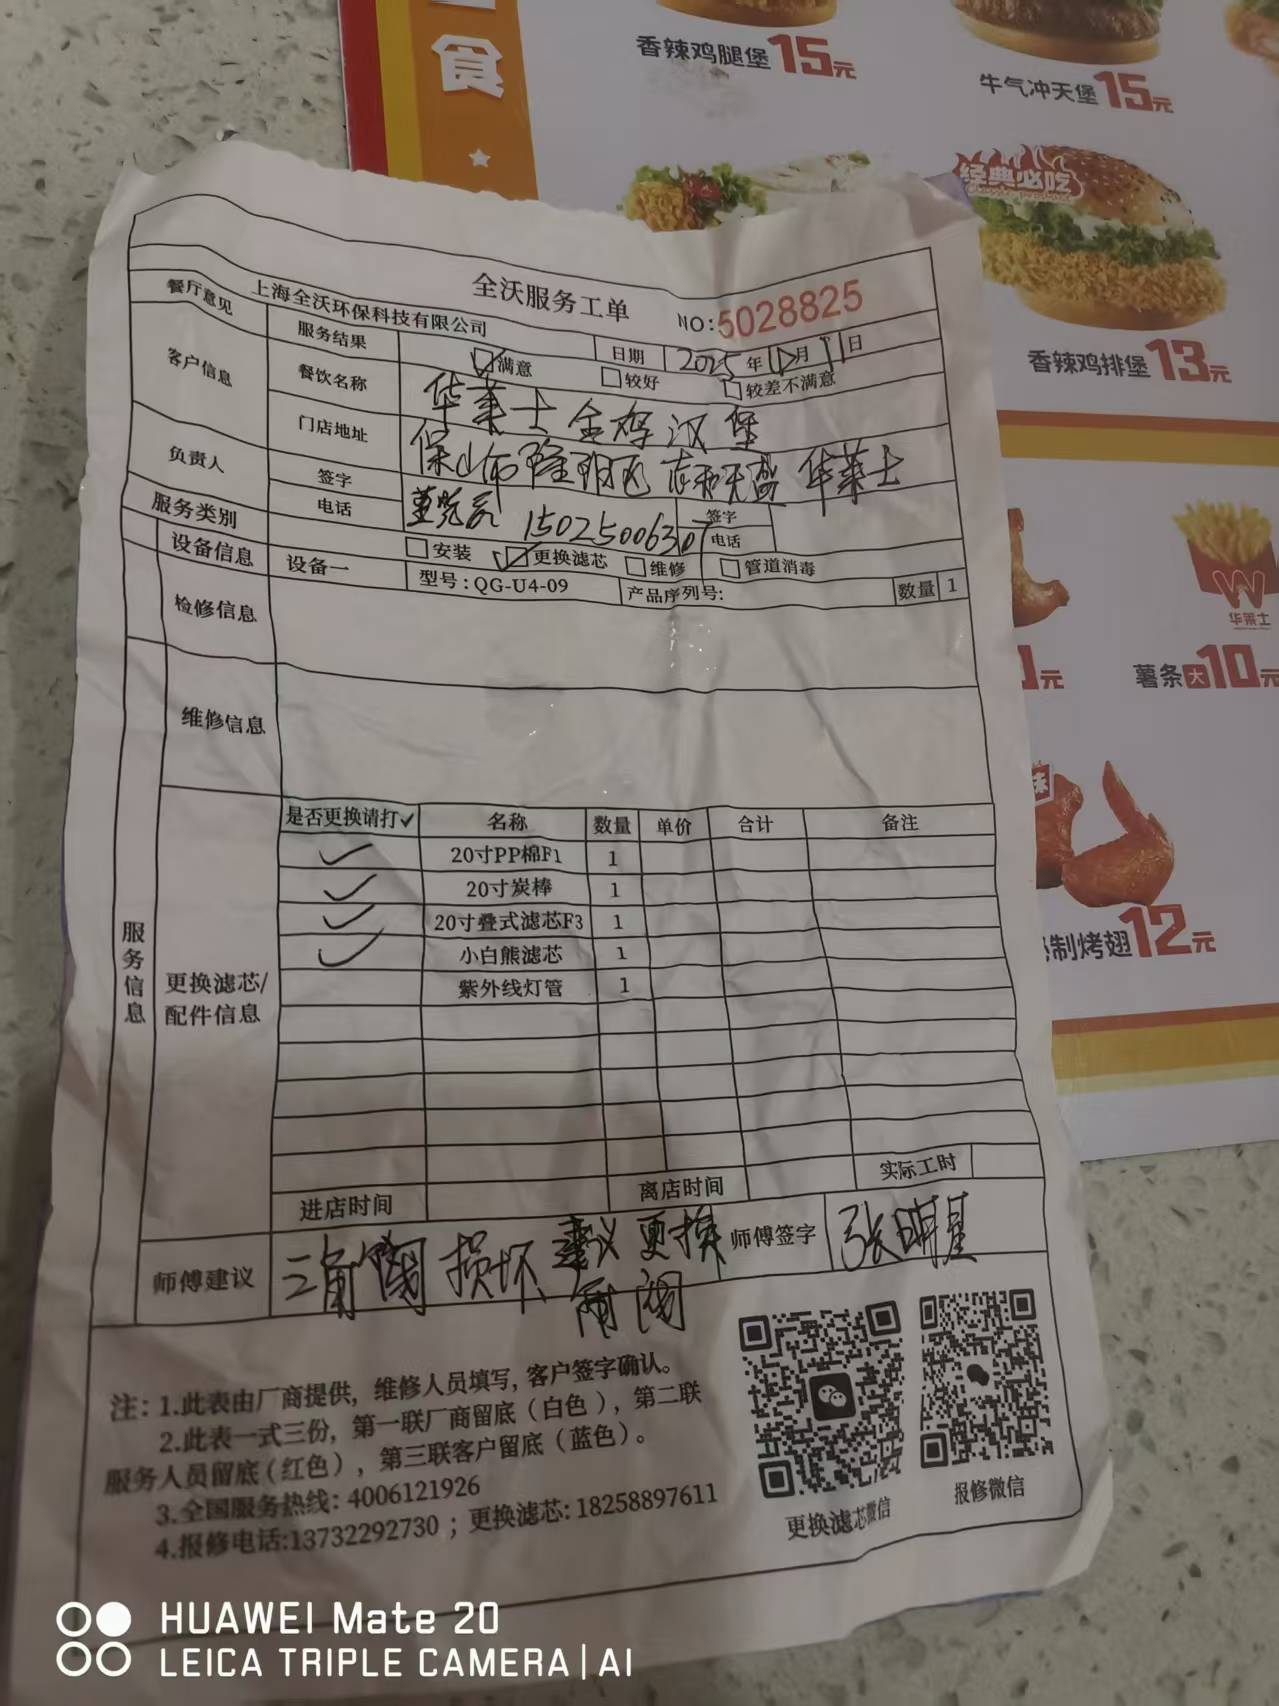 食
香辣鸡腿堡15元
牛气冲天堡15元
经典必吃
香辣鸡排堡13元
元
华莱士
薯条大10元
制烤翅12元
全沃服务工单
NO:5028825
上海全沃环保科技有限公司
日期 2025年 月 日
餐厅意见 服务结果 满意 较好 较差不满意
客户信息 餐饮名称 华莱士全鸡汉堡
门店地址 保山市隆阳区 华莱士
负责人 签字 签字
电话 15025006307 电话
服务类别 安装 更换滤芯 维修 管道消毒
设备信息 设备一 型号:QG-U4-09 产品序列号: 数量 1
检修信息
维修信息
服务信息
更换滤芯/
配件信息
是否更换请打✓ 名称 数量 单价 合计 备注
✓ 20寸PP棉F1 1
✓ 20寸炭棒 1
✓ 20寸叠式滤芯F3 1
✓ 小白熊滤芯 1
紫外线灯管 1
进店时间 离店时间 实际工时
师傅建议 三角阀 损坏 建议更换 师傅签字 张明星
两阀
注: 1.此表由厂商提供, 维修人员填写, 客户签字确认。
2.此表一式三份, 第一联厂商留底(白色), 第二联
服务人员留底(红色), 第三联客户留底(蓝色)。
3.全国服务热线: 4006121926
4.报修电话:13732292730 ; 更换滤芯: 18258897611
更换滤芯微信
报修微信
HUAWEI Mate 20
LEICA TRIPLE CAMERA | AI